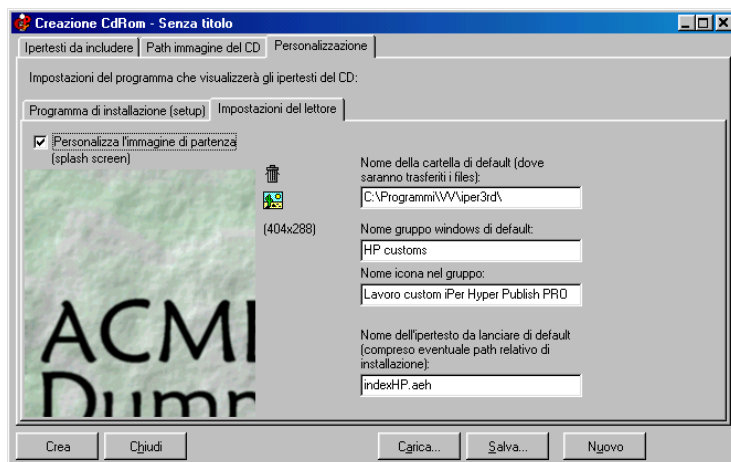 Creazione CdRom - Senza titolo
Ipertesti da includere
Path immagine del CD
Personalizzazione
Impostazioni del programma che visualizzerà gli ipertesti del CD:
Programma di installazione (setup)
Impostazioni del lettore
Personalizza l'immagine di partenza
(splash screen)
(404x288)
ACM
Nome della cartella di default (dove
saranno trasferiti i files):
C:\Programmi\VV\iper3rd\
Nome gruppo windows di default:
HP customs
Nome icona nel gruppo:
Lavoro custom iPer Hyper Publish PRO
Nome dell'ipertesto da lanciare di default
(compreso eventuale path relativo di
installazione):
indexHP.aeh
Crea
Chiudi
Carica...
Salva...
Nuovo